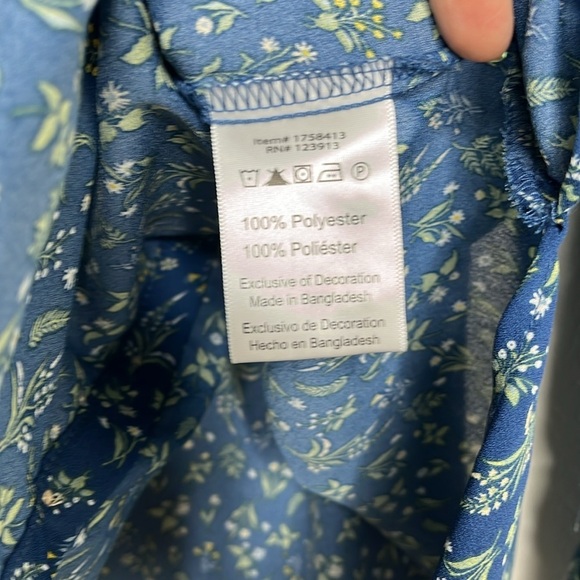 Item# 1758413
RN# 123913
P
100% Polyester
100% Poliéster
Exclusive of Decoration
Made in Bangladesh
Exclusivo de Decoration
Hecho en Bangladesh